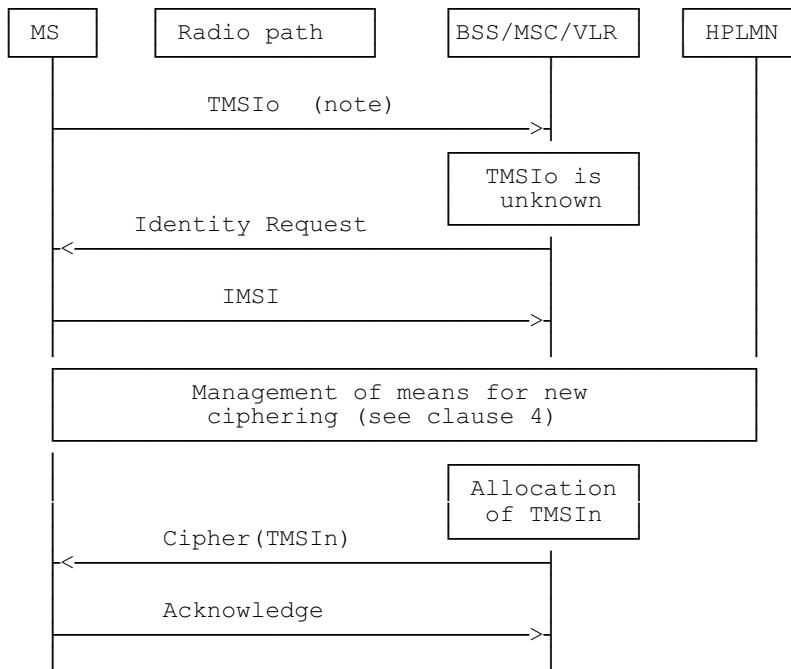 MS
Radio path
BSS/MSC/VLR
HPLMN
TMSIo (note)
TMSIo is
unknown
Identity Request
IMSI
Management of means for new
ciphering (see clause 4)
Allocation
of TMSIn
Cipher(TMSIn)
Acknowledge